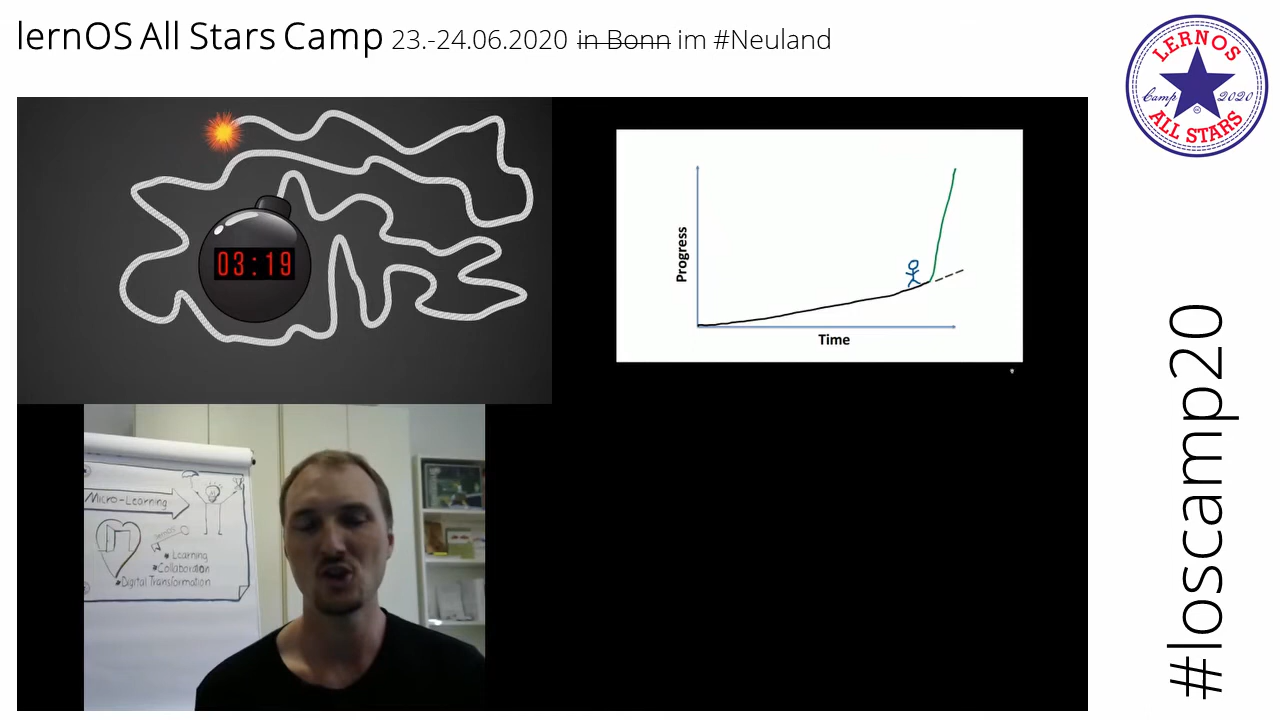 lernOS All Stars Camp 23.-24.06.2020 in Bonn im #Neuland
LERNOS
Camp 2020
ALL STARS
03:19
Progress
Time
Micro-Learning
lernOS
# Learning
#Collaboration
#Digital Transformation
#loscamp20